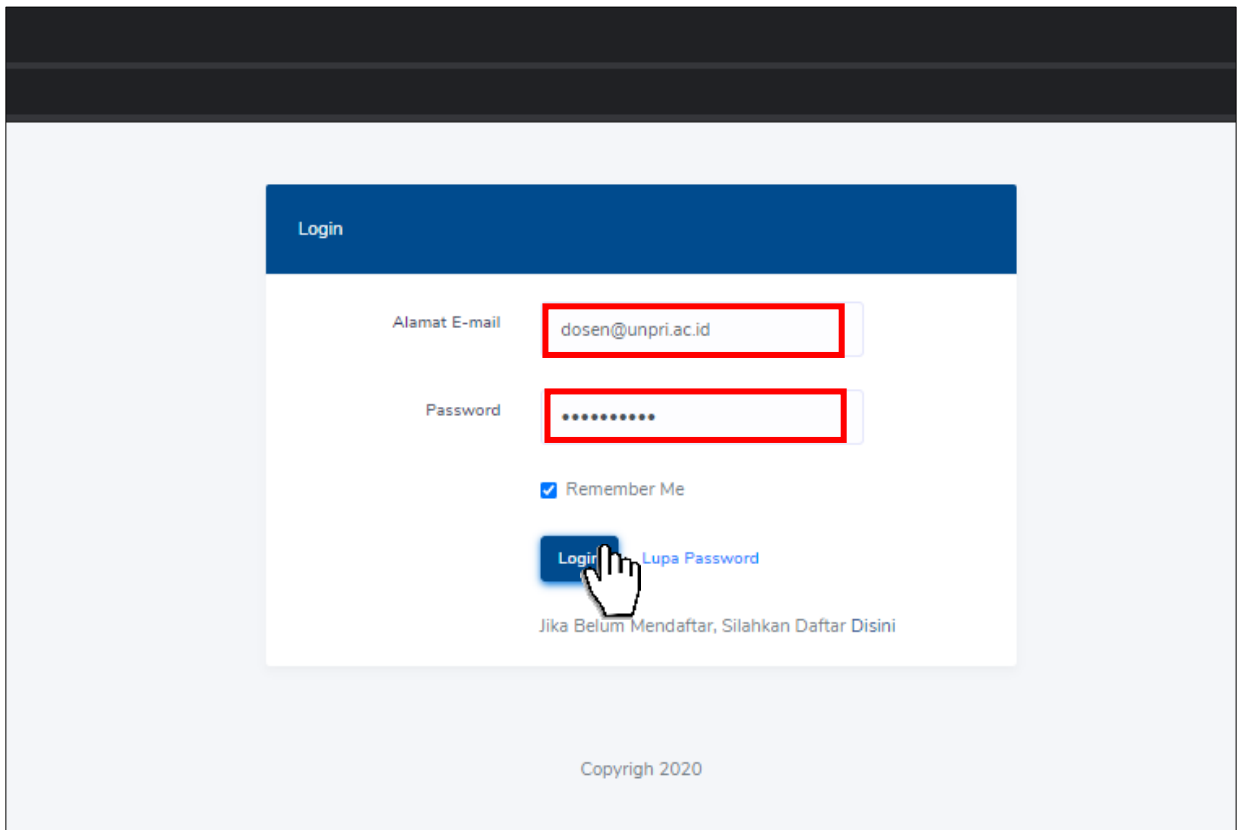 Login
Alamat E-mail
dosen@unpri.ac.id
Password
••••••••••
Remember Me
Login Lupa Password
Jika Belum Mendaftar, Silahkan Daftar Disini
Copyrigh 2020